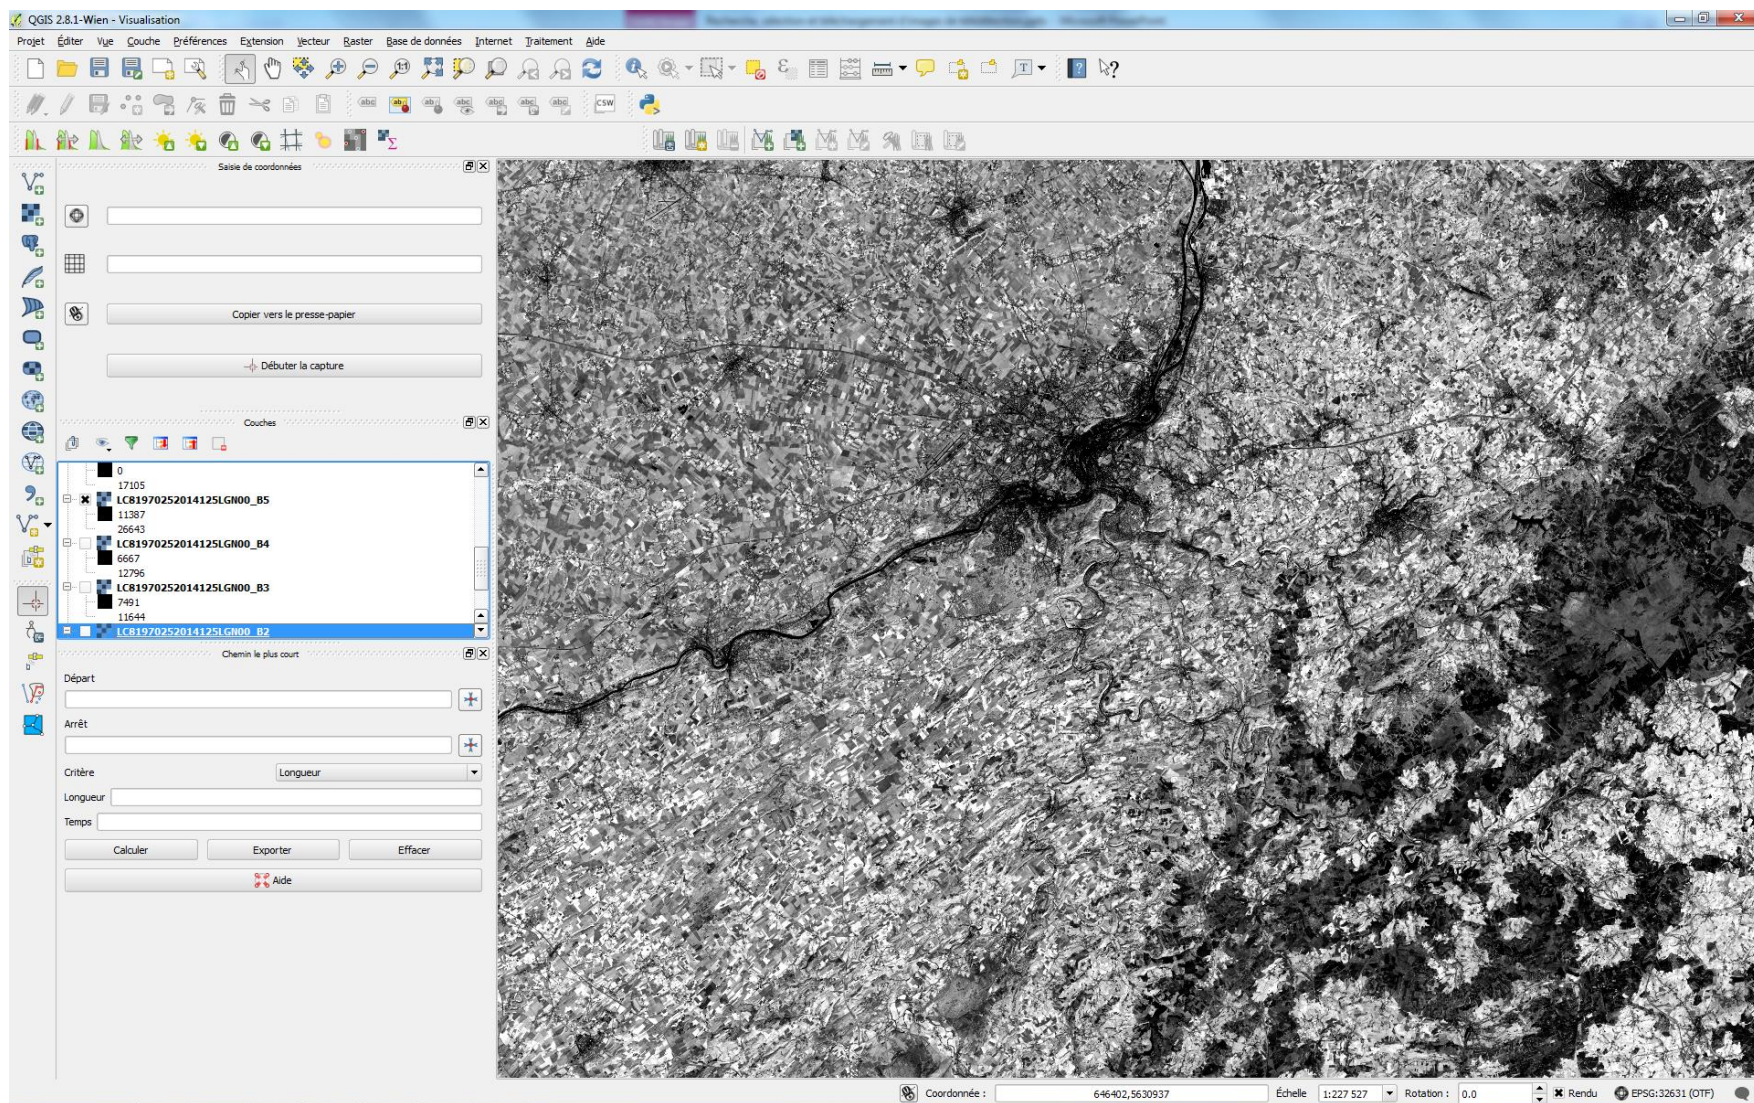 QGIS 2.8.1-Wien - Visualisation
Projet Éditer Vue Couche Préférences Extension Vecteur Raster Base de données Internet Traitement Aide
Saisie de coordonnées
Copier vers le presse-papier
Débuter la capture
Couches
0
17105
LC81970252014125LGN00_B5
11387
26643
LC81970252014125LGN00_B4
6667
12796
LC81970252014125LGN00_B3
7491
11644
LC81970252014125LGN00_B2
Chemin le plus court
Départ
Arrêt
Critère Longueur
Longueur
Temps
Calculer Exporter Effacer
Aide
Coordonnée : 646402,5630937 Échelle 1:227 527 Rotation : 0.0 Rendu EPSG:32631 (OTF)